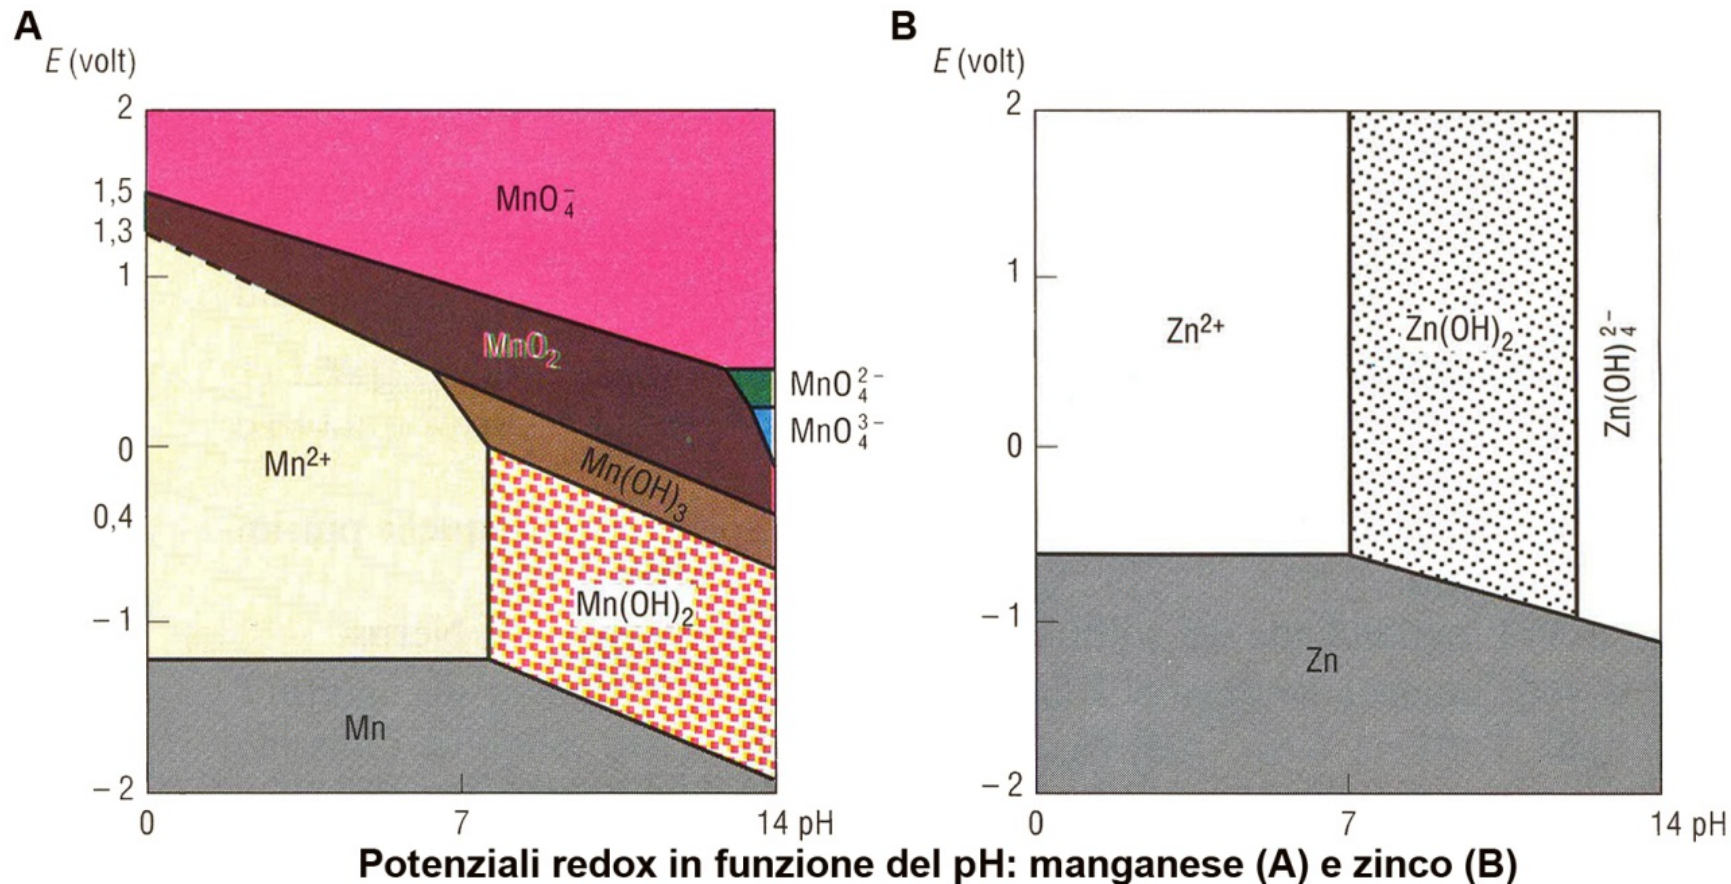 A
E (volt)
2
1,5
1,3
1
0
0,4
− 1
− 2
0
7
14 pH
MnO₄⁻
MnO₂
MnO₄²⁻
MnO₄³⁻
Mn²⁺
Mn(OH)₃
Mn(OH)₂
Mn
B
E (volt)
2
1
0
− 1
− 2
0
7
14 pH
Zn²⁺
Zn(OH)₂
Zn(OH)₄²⁻
Zn
Potenziali redox in funzione del pH: manganese (A) e zinco (B)